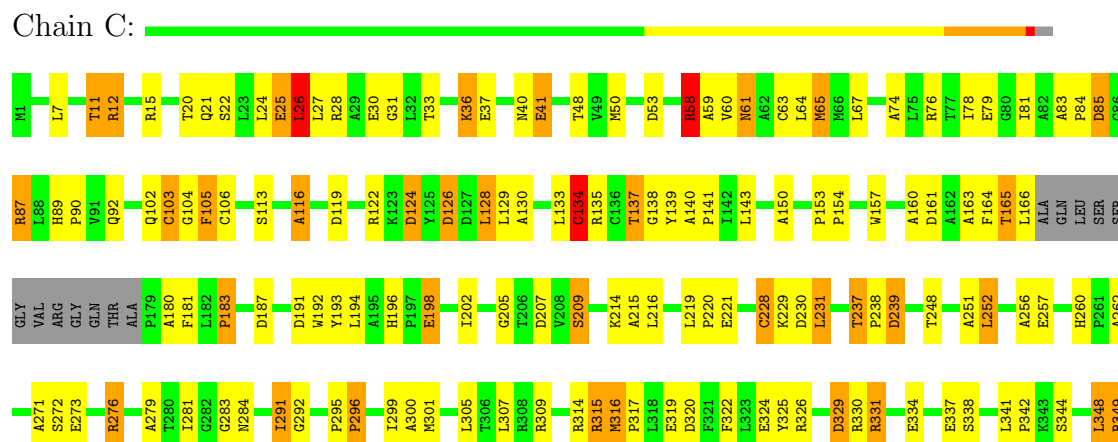 Chain C:
M1 L7 T11 R12 R15 T20 Q21 S22 L23 L24 E25 L26 L27 R28 A29 E30 G31 L32 T33 K36 E37 N40 E41 T48 V49 M50 D53 R58 A59 V60 N61 A62 C63 L64 M65 M66 L67 A74 L75 R76 T77 I78 E79 G80 I81 A82 A83 P84 D85 G86
R87 L88 H89 P90 V91 Q92 Q102 C103 G104 F105 C106 S113 A116 D119 R122 K123 D124 Y125 D126 D127 L128 L129 A130 L133 C134 R135 C136 T137 G138 Y139 A140 P141 I142 L143 A150 P153 P154 W157 A160 D161 A162 A163 F164 T165 L166 ALA GLN LEU SER SER
GLY VAL ARG GLY GLN THR ALA P179 A180 F181 L182 P183 D187 D191 W192 Y193 L194 A195 H196 P197 E198 I202 G205 T206 D207 V208 S209 K214 A215 L216 L219 P220 E221 C228 K229 D230 L231 T237 P238 D239 T248 A251 L252 A256 E257 H260 P261 A262
A271 S272 E273 R276 A279 T280 I281 G282 G283 N284 I291 G292 P295 P296 I299 A300 M301 L305 T306 L307 R308 R309 R314 R315 M316 P317 L318 E319 D320 F321 F322 L323 E324 Y325 R326 D329 R330 R331 E334 E337 S338 L341 P342 K343 S344 L348